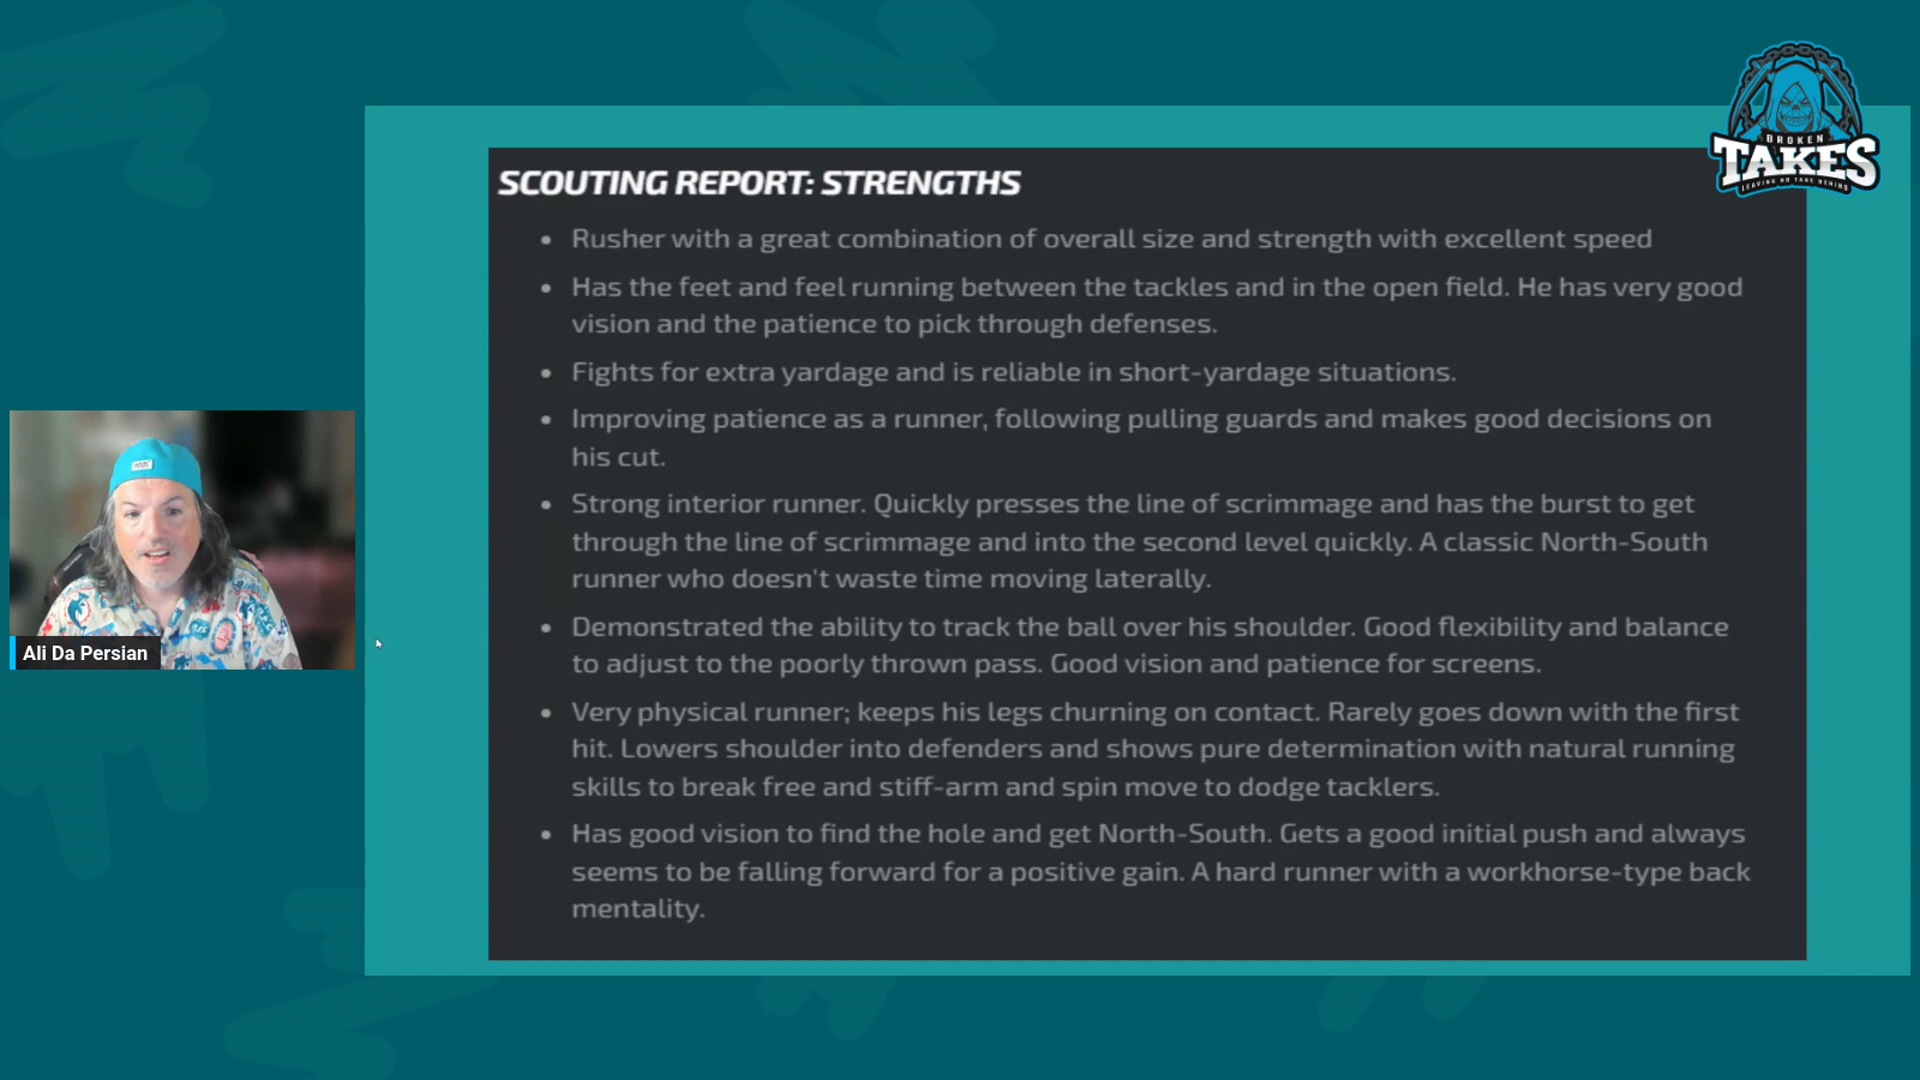 BROKEN
TAKES
LEAVING NO TAKE BEHIND
SCOUTING REPORT: STRENGTHS
• Rusher with a great combination of overall size and strength with excellent speed
• Has the feet and feel running between the tackles and in the open field. He has very good
vision and the patience to pick through defenses.
• Fights for extra yardage and is reliable in short-yardage situations.
• Improving patience as a runner, following pulling guards and makes good decisions on
his cut.
• Strong interior runner. Quickly presses the line of scrimmage and has the burst to get
through the line of scrimmage and into the second level quickly. A classic North-South
runner who doesn't waste time moving laterally.
• Demonstrated the ability to track the ball over his shoulder. Good flexibility and balance
to adjust to the poorly thrown pass. Good vision and patience for screens.
• Very physical runner; keeps his legs churning on contact. Rarely goes down with the first
hit. Lowers shoulder into defenders and shows pure determination with natural running
skills to break free and stiff-arm and spin move to dodge tacklers.
• Has good vision to find the hole and get North-South. Gets a good initial push and always
seems to be falling forward for a positive gain. A hard runner with a workhorse-type back
mentality.
Ali Da Persian